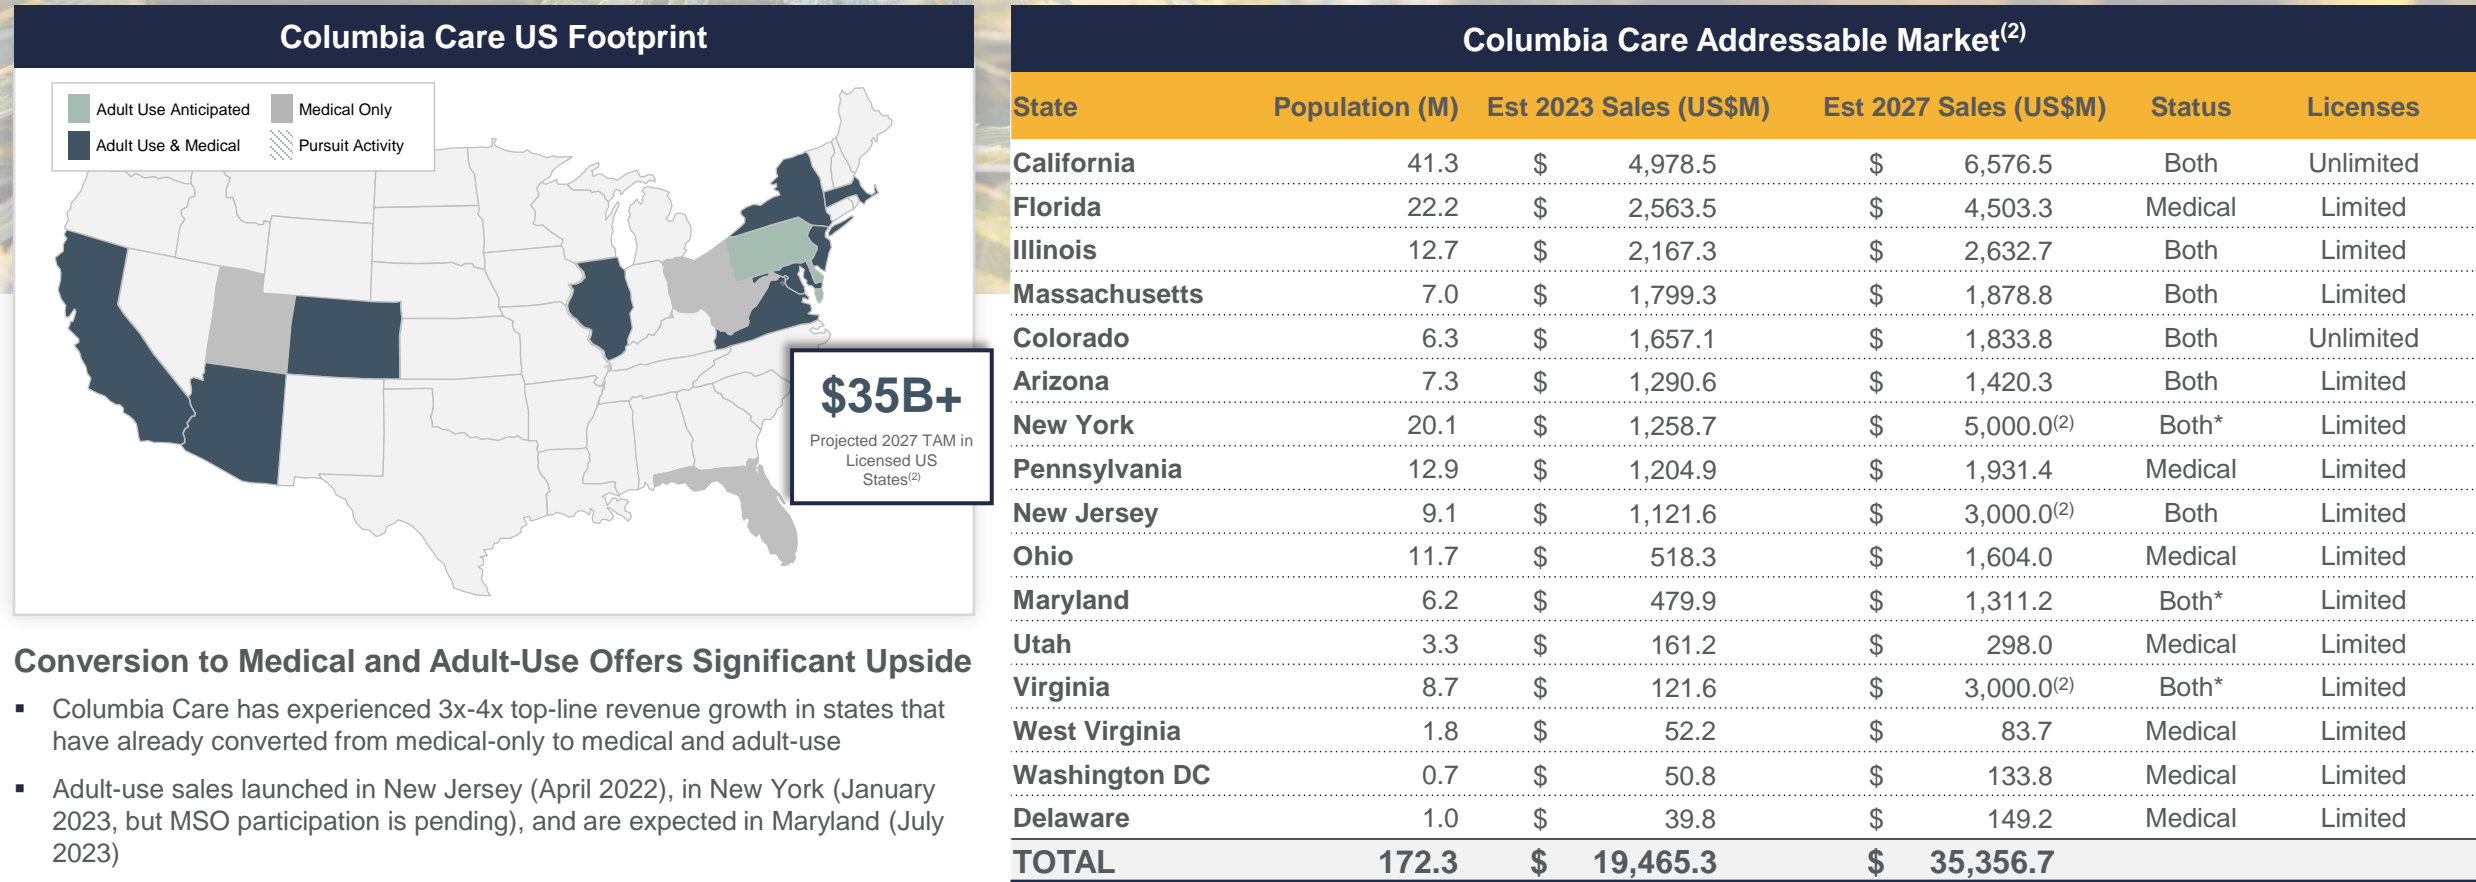 Columbia Care US Footprint
Adult Use Anticipated
Medical Only
Adult Use & Medical
Pursuit Activity
$35B+
Projected 2027 TAM in
Licensed US
States(2)
Conversion to Medical and Adult-Use Offers Significant Upside
▪ Columbia Care has experienced 3x-4x top-line revenue growth in states that
have already converted from medical-only to medical and adult-use
▪ Adult-use sales launched in New Jersey (April 2022), in New York (January
2023, but MSO participation is pending), and are expected in Maryland (July
2023)
Columbia Care Addressable Market(2)
State Population (M) Est 2023 Sales (US$M) Est 2027 Sales (US$M) Status Licenses
California 41.3 $ 4,978.5 $ 6,576.5 Both Unlimited
Florida 22.2 $ 2,563.5 $ 4,503.3 Medical Limited
Illinois 12.7 $ 2,167.3 $ 2,632.7 Both Limited
Massachusetts 7.0 $ 1,799.3 $ 1,878.8 Both Limited
Colorado 6.3 $ 1,657.1 $ 1,833.8 Both Unlimited
Arizona 7.3 $ 1,290.6 $ 1,420.3 Both Limited
New York 20.1 $ 1,258.7 $ 5,000.0(2) Both* Limited
Pennsylvania 12.9 $ 1,204.9 $ 1,931.4 Medical Limited
New Jersey 9.1 $ 1,121.6 $ 3,000.0(2) Both Limited
Ohio 11.7 $ 518.3 $ 1,604.0 Medical Limited
Maryland 6.2 $ 479.9 $ 1,311.2 Both* Limited
Utah 3.3 $ 161.2 $ 298.0 Medical Limited
Virginia 8.7 $ 121.6 $ 3,000.0(2) Both* Limited
West Virginia 1.8 $ 52.2 $ 83.7 Medical Limited
Washington DC 0.7 $ 50.8 $ 133.8 Medical Limited
Delaware 1.0 $ 39.8 $ 149.2 Medical Limited
TOTAL 172.3 $ 19,465.3 $ 35,356.7